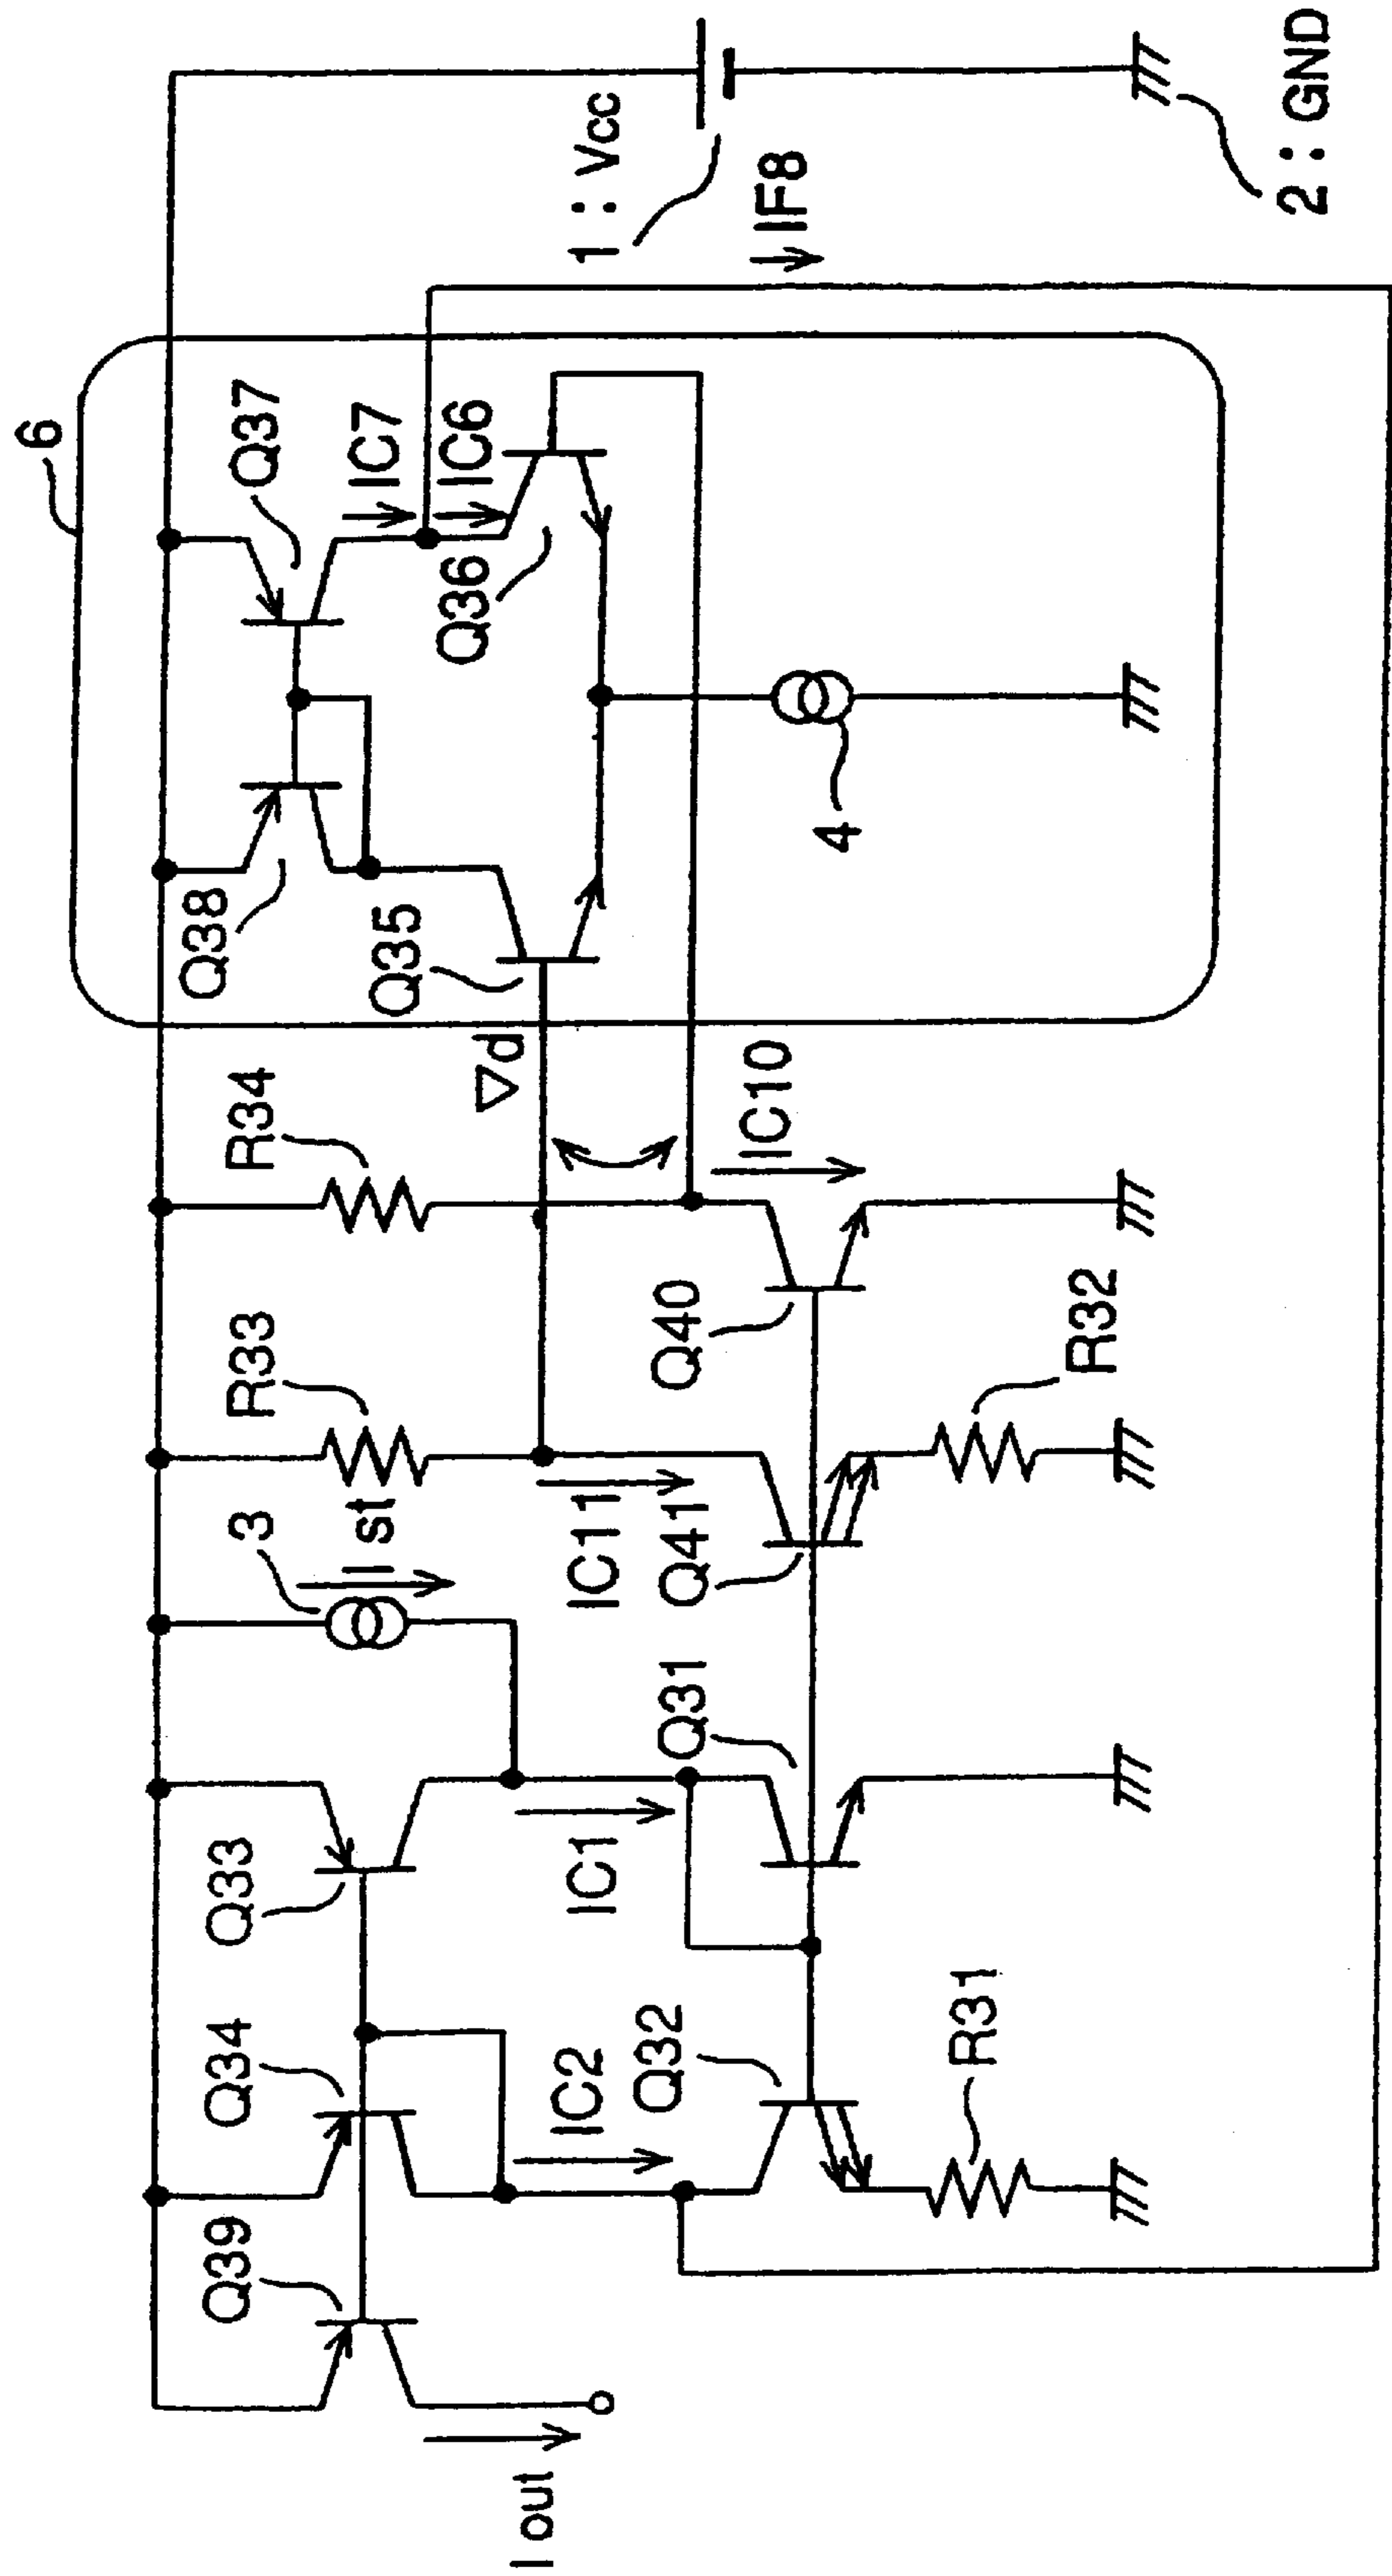 6
Q37
IC7
IC6
Q36
1 : Vcc
IF8
2 : GND
Q38
Q35
4
▽d
R34
IC10
Q40
R33
R32
3
I st
IC11
Q41
Q31
Q33
IC1
Q34
IC2
Q32
R31
Q39
I out